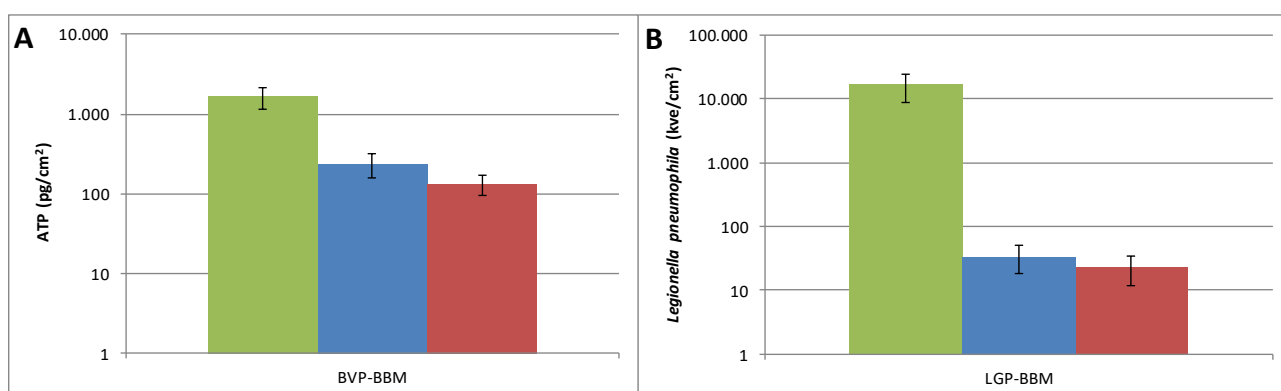 A
10.000
1.000
100
10
1
ATP (pg/cm²)
BVP-BBM
B
100.000
10.000
1.000
100
10
1
Legionella pneumophila (kve/cm²)
LGP-BBM